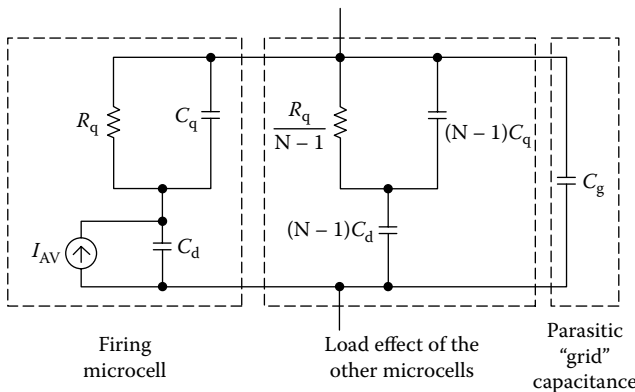 R_q
C_q
R_q
N – 1
(N – 1)C_q
C_g
(N – 1)C_d
I_AV
C_d
Firing
microcell
Load effect of the
other microcells
Parasitic
“grid”
capacitance